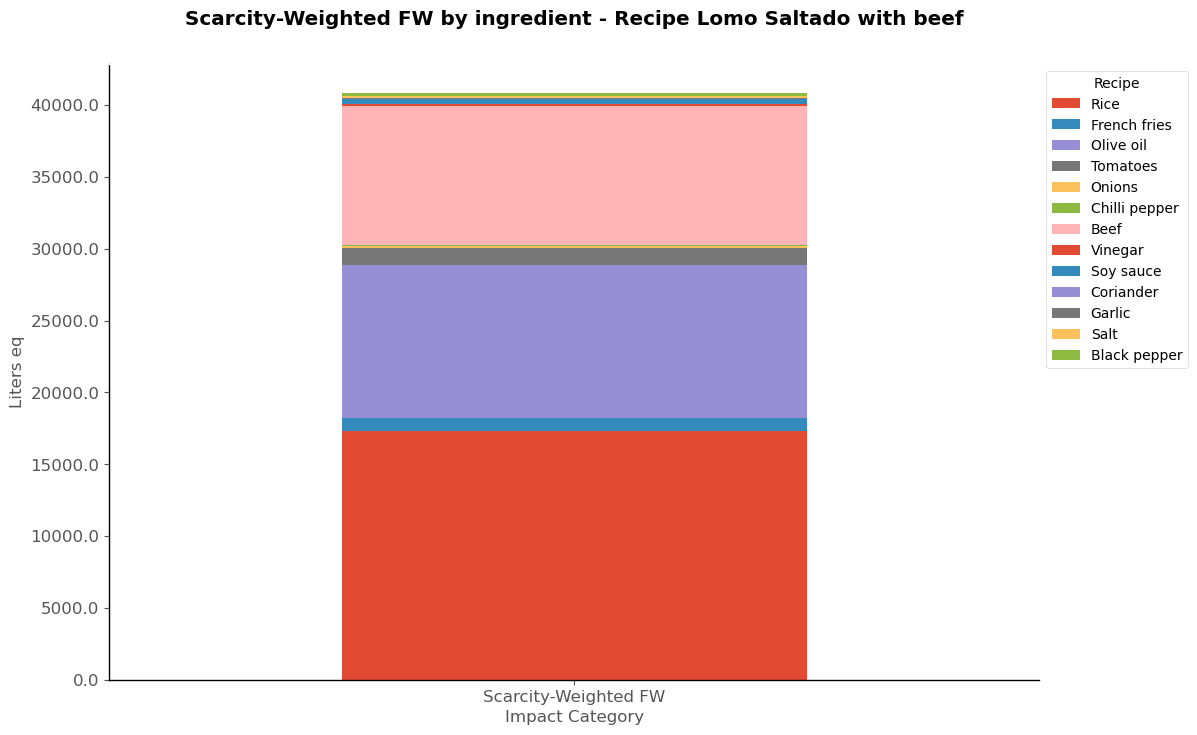 Scarcity-Weighted FW by ingredient - Recipe Lomo Saltado with beef
Liters eq
40000.0
35000.0
30000.0
25000.0
20000.0
15000.0
10000.0
5000.0
0.0
Scarcity-Weighted FW
Impact Category
Recipe
Rice
French fries
Olive oil
Tomatoes
Onions
Chilli pepper
Beef
Vinegar
Soy sauce
Coriander
Garlic
Salt
Black pepper